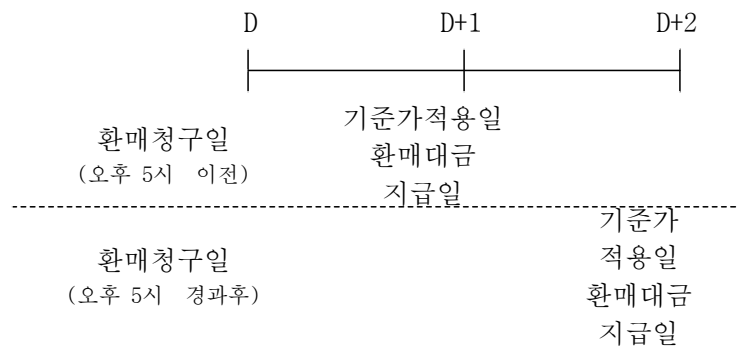 D D+1 D+2
환매청구일
(오후 5시 이전)
기준가적용일
환매대금
지급일
환매청구일
(오후 5시 경과후)
기준가
적용일
환매대금
지급일